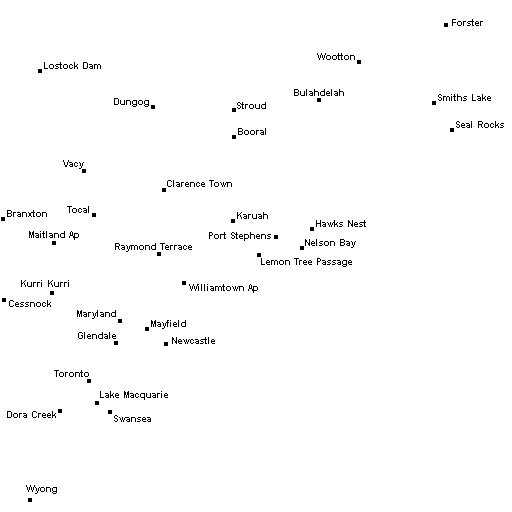 Forster
Wootton
Lostock Dam
Bulahdelah
Smiths Lake
Dungog
Stroud
Seal Rocks
Booral
Vacy
Clarence Town
Branxton
Tocal
Karuah
Hawks Nest
Maitland Ap
Port Stephens
Raymond Terrace
Nelson Bay
Lemon Tree Passage
Kurri Kurri
Williamtown Ap
Cessnock
Maryland
Mayfield
Glendale
Newcastle
Toronto
Lake Macquarie
Dora Creek
Swansea
Wyong